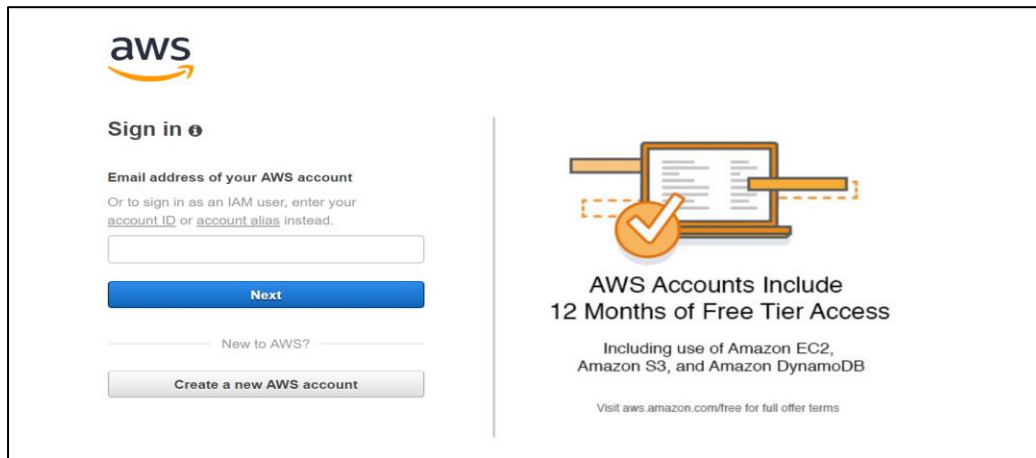 aws
Sign in
Email address of your AWS account
Or to sign in as an IAM user, enter your
account ID or account alias instead.
Next
New to AWS?
Create a new AWS account
AWS Accounts Include
12 Months of Free Tier Access
Including use of Amazon EC2,
Amazon S3, and Amazon DynamoDB
Visit aws.amazon.com/free for full offer terms